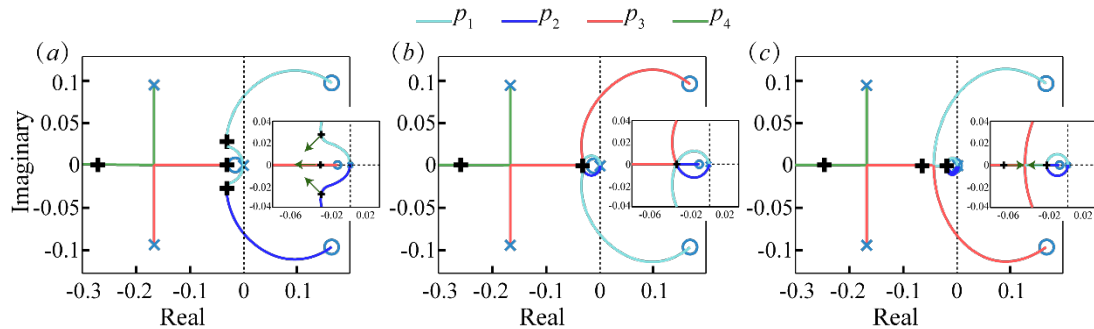 p₁ p₂ p₃ p₄
(a) (b) (c)
0.1 0.1 0.1
0.05 0.05 0.05
0.04 0.04 0.04
0.02 0.02 0.02
0 0 0
0 0 0
-0.02 -0.02 -0.02
-0.04 -0.04 -0.04
-0.06 -0.02 0.02 -0.06 -0.02 0.02 -0.06 -0.02 0.02
-0.05 -0.05 -0.05
-0.1 -0.1 -0.1
Imaginary
-0.3 -0.2 -0.1 0 0.1 -0.3 -0.2 -0.1 0 0.1 -0.3 -0.2 -0.1 0 0.1
Real Real Real